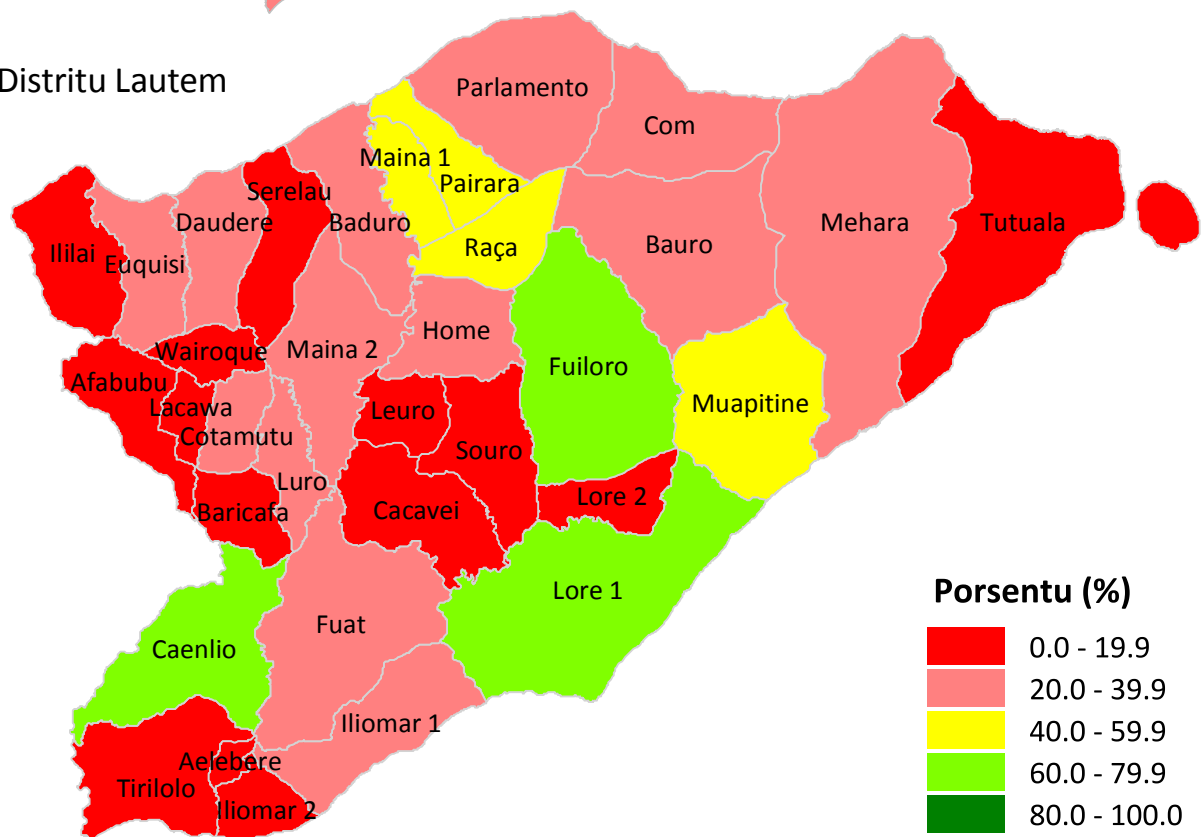 Distritu Lautem
Parlamento
Com
Maina 1
Pairara
Serelau
Daudere
Baduro
Mehara
Tutuala
Ililai
Euquisi
Raça
Bauro
Home
Wairoque
Maina 2
Fuiloro
Afabubu
Lacawa
Leuro
Muapitine
Cotamutu
Souro
Luro
Lore 2
Baricafa
Cacavei
Lore 1
Fuat
Caenlio
Iliomar 1
Aelebere
Tirilolo
Iliomar 2
Porsentu (%)
0.0 - 19.9
20.0 - 39.9
40.0 - 59.9
60.0 - 79.9
80.0 - 100.0